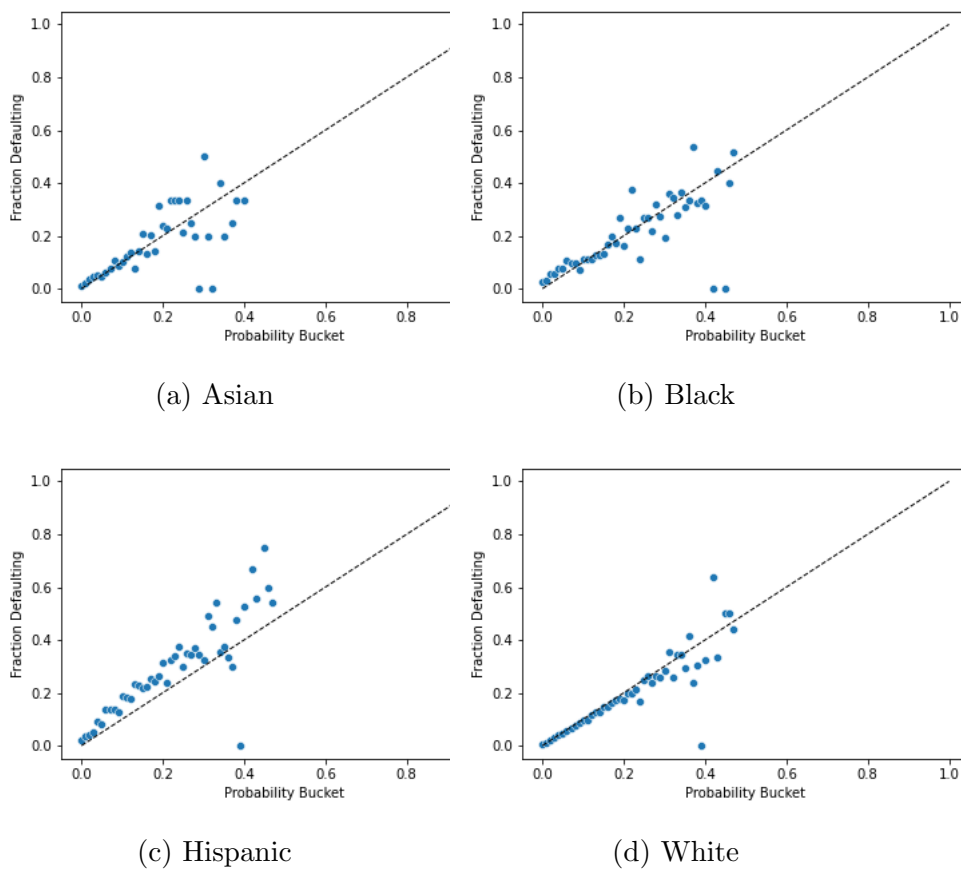 1.0
0.8
0.6
0.4
0.2
0.0
Fraction Defaulting
0.0 0.2 0.4 0.6 0.8
Probability Bucket
(a) Asian
1.0
0.8
0.6
0.4
0.2
0.0
Fraction Defaulting
0.0 0.2 0.4 0.6 0.8 1.0
Probability Bucket
(b) Black
1.0
0.8
0.6
0.4
0.2
0.0
Fraction Defaulting
0.0 0.2 0.4 0.6 0.8
Probability Bucket
(c) Hispanic
1.0
0.8
0.6
0.4
0.2
0.0
Fraction Defaulting
0.0 0.2 0.4 0.6 0.8 1.0
Probability Bucket
(d) White